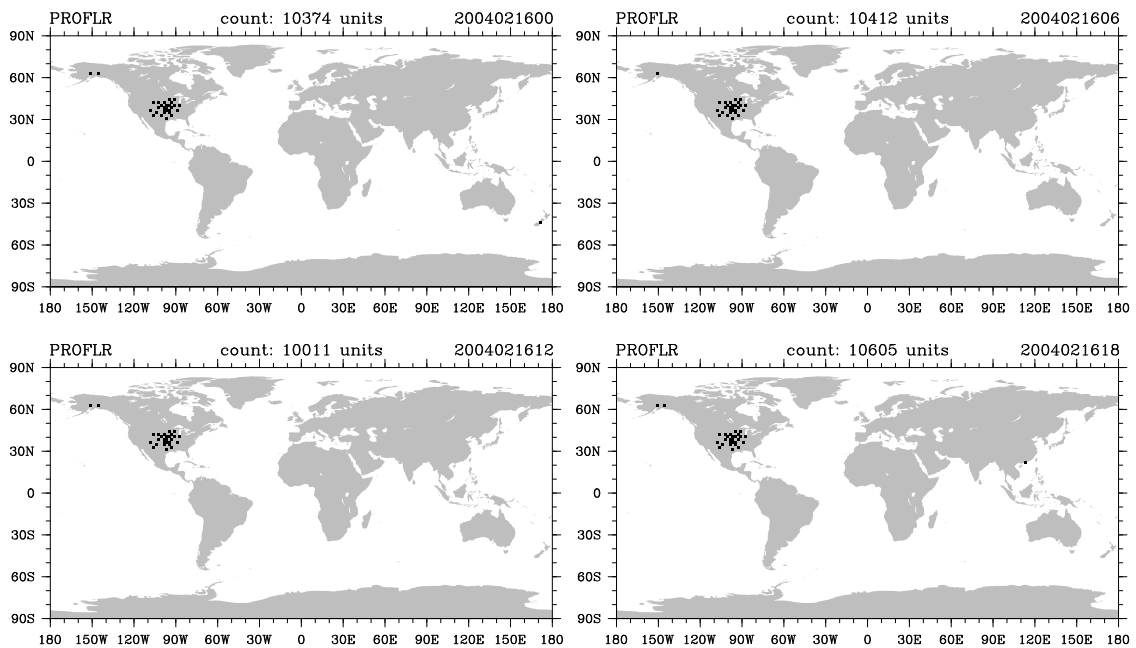 PROFLR count: 10374 units 2004021600
90N
60N
30N
0
30S
60S
90S
180 150W 120W 90W 60W 30W 0 30E 60E 90E 120E 150E 180
PROFLR count: 10412 units 2004021606
90N
60N
30N
0
30S
60S
90S
180 150W 120W 90W 60W 30W 0 30E 60E 90E 120E 150E 180
PROFLR count: 10011 units 2004021612
90N
60N
30N
0
30S
60S
90S
180 150W 120W 90W 60W 30W 0 30E 60E 90E 120E 150E 180
PROFLR count: 10605 units 2004021618
90N
60N
30N
0
30S
60S
90S
180 150W 120W 90W 60W 30W 0 30E 60E 90E 120E 150E 180